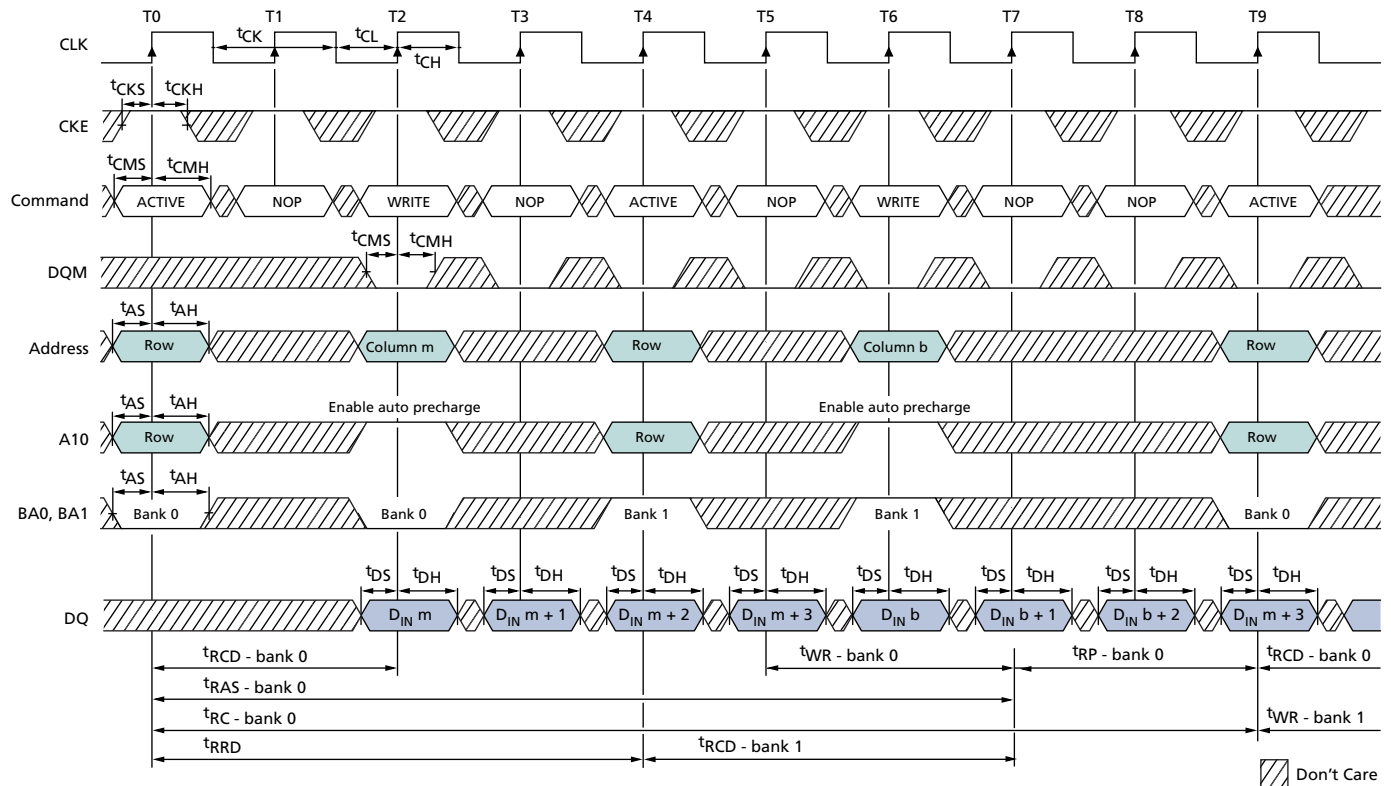 T0 T1 T2 T3 T4 T5 T6 T7 T8 T9
CLK
tCK tCL
tCH
tCKS tCKH
CKE
tCMS tCMH
Command ACTIVE NOP WRITE NOP ACTIVE NOP WRITE NOP NOP ACTIVE
tCMS tCMH
DQM
tAS tAH
Address Row Column m Row Column b Row
tAS tAH Enable auto precharge Enable auto precharge
A10 Row Row Row
tAS tAH
BA0, BA1 Bank 0 Bank 0 Bank 1 Bank 1 Bank 0
tDS tDH tDS tDH tDS tDH tDS tDH tDS tDH tDS tDH tDS tDH tDS tDH
DQ DIN m DIN m + 1 DIN m + 2 DIN m + 3 DIN b DIN b + 1 DIN b + 2 DIN m + 3
tRCD - bank 0 tWR - bank 0 tRP - bank 0 tRCD - bank 0
tRAS - bank 0
tRC - bank 0 tWR - bank 1
tRRD tRCD - bank 1
Don't Care